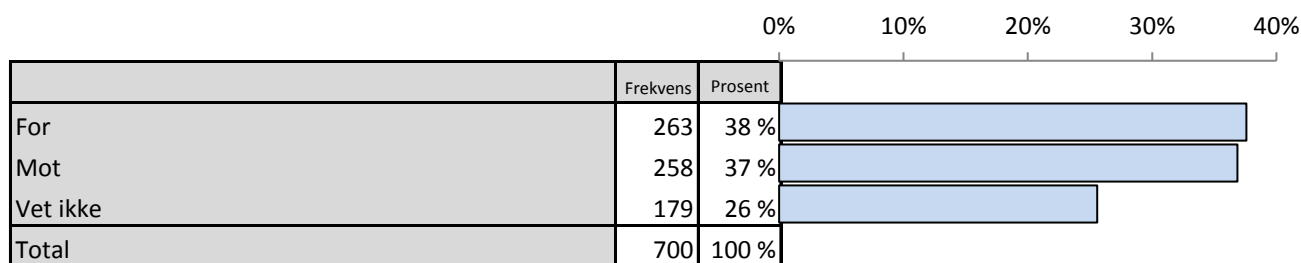 0% 10% 20% 30% 40%
Frekvens Prosent
For 263 38 %
Mot 258 37 %
Vet ikke 179 26 %
Total 700 100 %